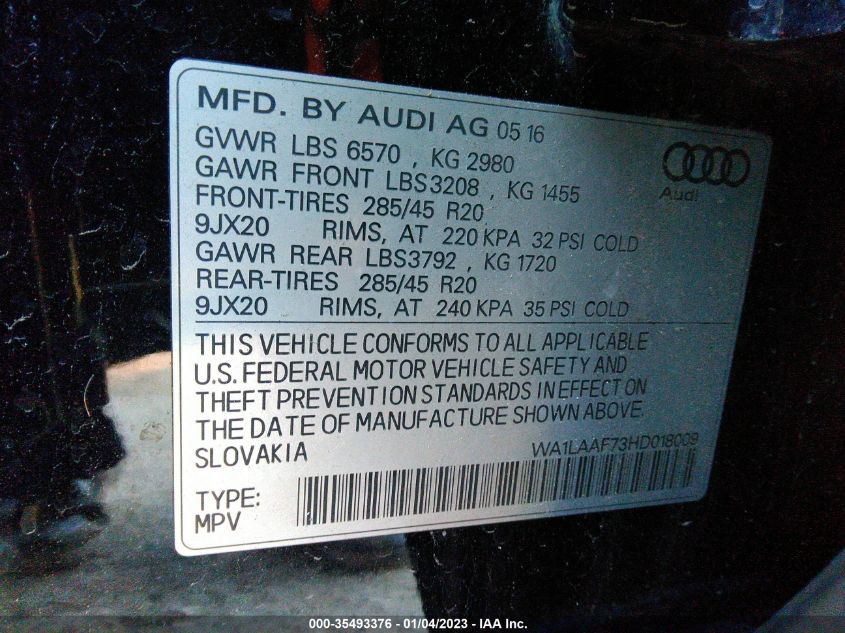 MFD. BY AUDI AG 05 16
GVWR LBS 6570 , KG 2980
GAWR FRONT LBS3208 , KG 1455
FRONT-TIRES 285/45 R20
9JX20 RIMS, AT 220 KPA 32 PSI COLD
GAWR REAR LBS3792 , KG 1720
REAR-TIRES 285/45 R20
9JX20 RIMS, AT 240 KPA 35 PSI COLD
Audi
THIS VEHICLE CONFORMS TO ALL APPLICABLE
U.S. FEDERAL MOTOR VEHICLE SAFETY AND
THEFT PREVENTION STANDARDS IN EFFECT ON
THE DATE OF MANUFACTURE SHOWN ABOVE.
SLOVAKIA WA1LAAF73HD018009
TYPE:
MPV
000-35493376 - 01/04/2023 - IAA Inc.